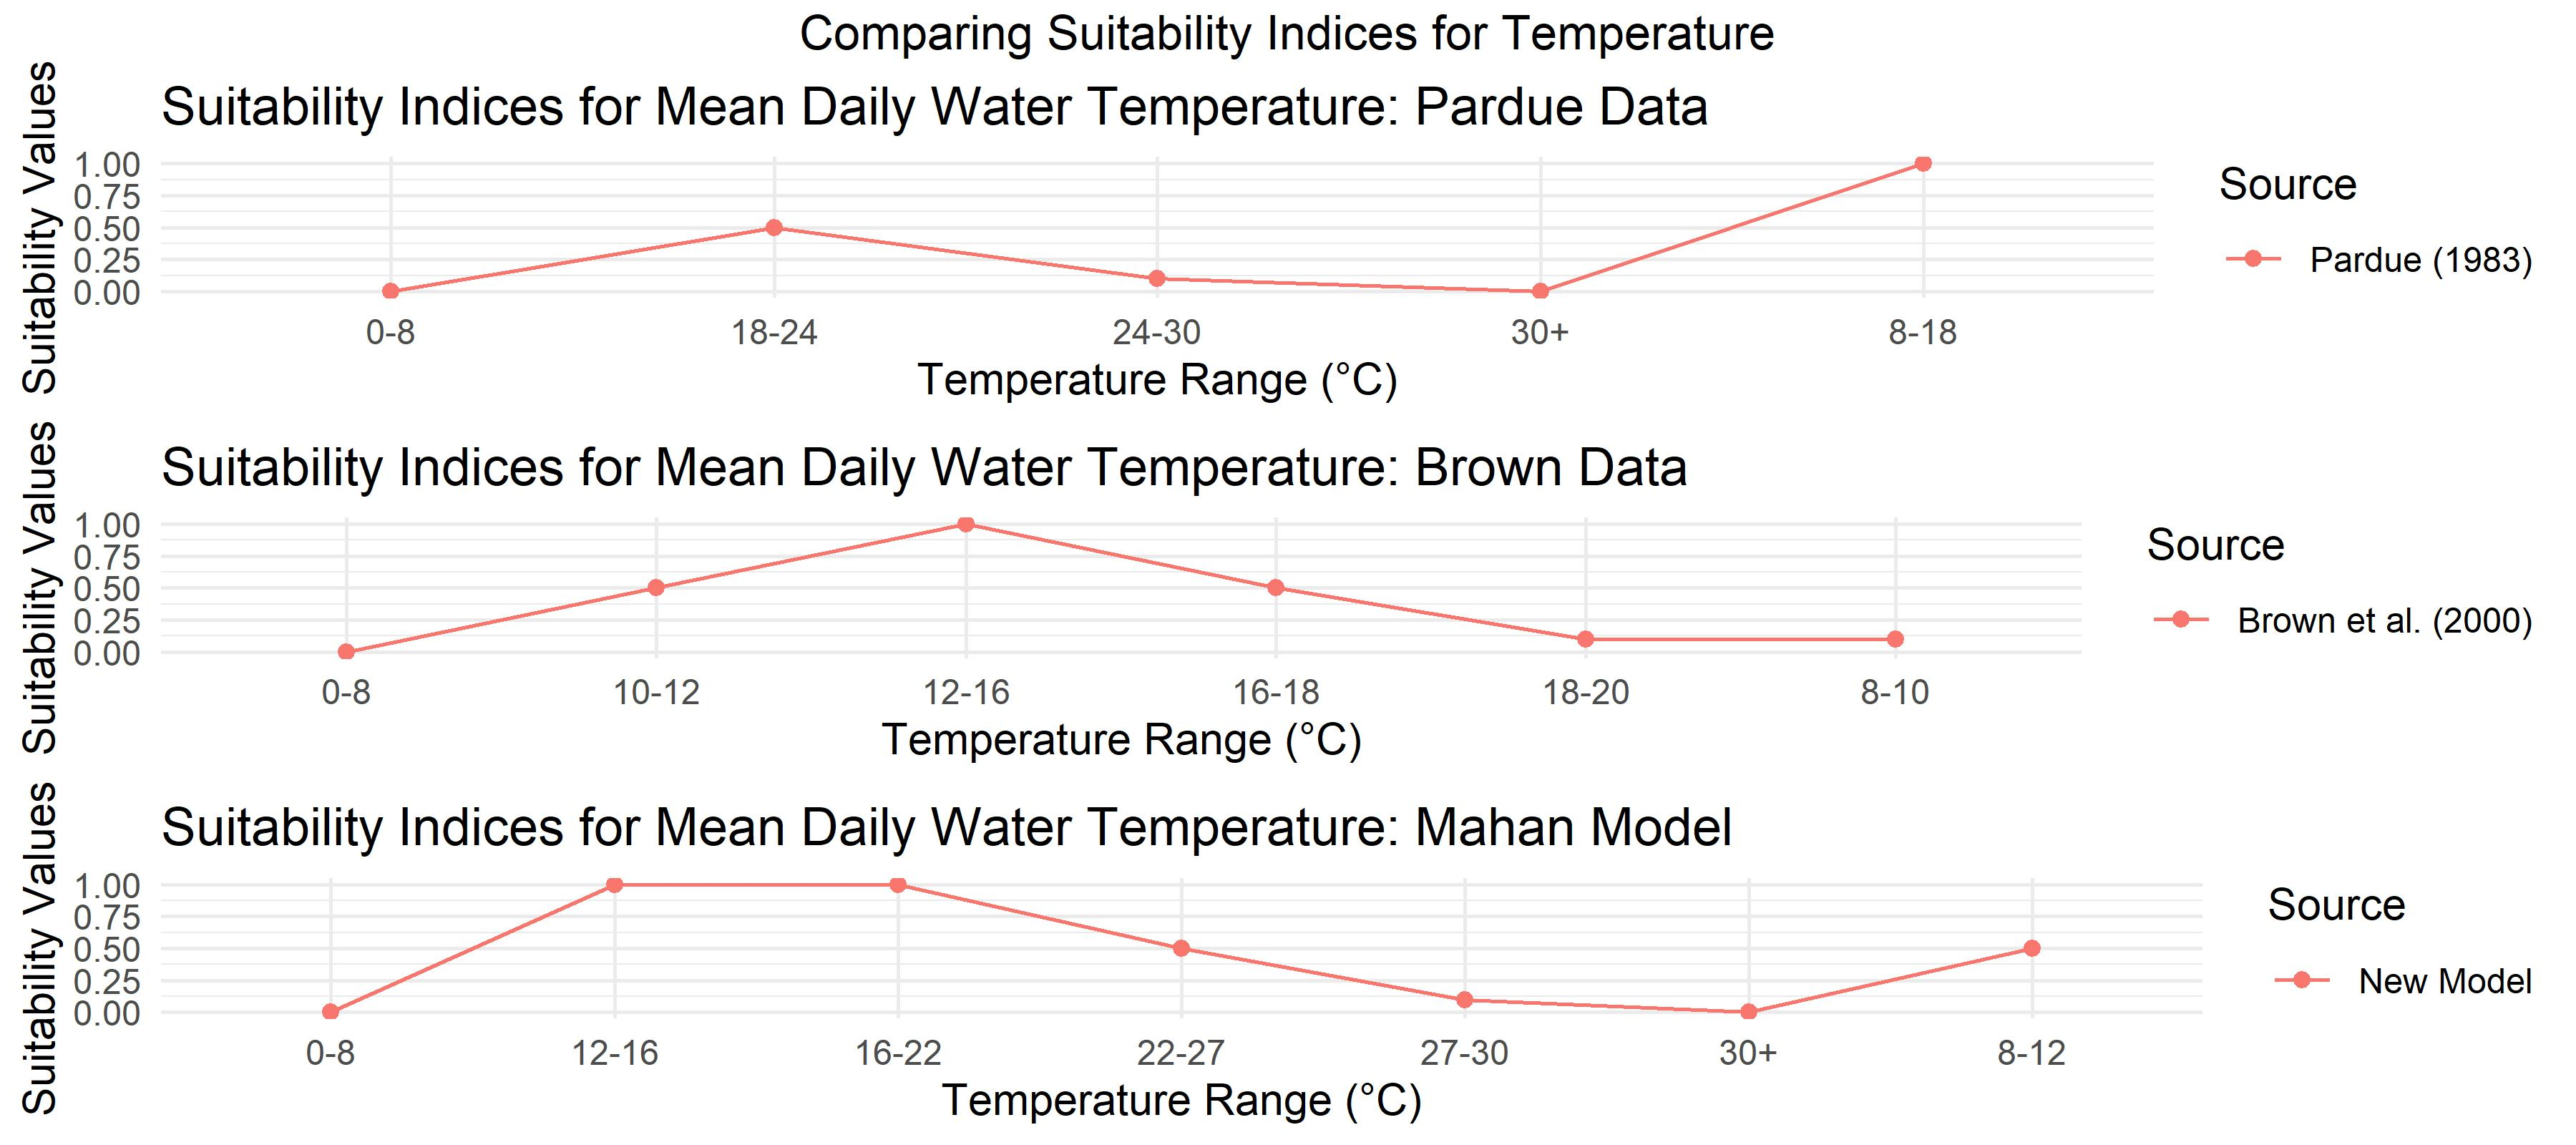 Comparing Suitability Indices for Temperature
Suitability Indices for Mean Daily Water Temperature: Pardue Data
Suitability Values
1.00
0.75
0.50
0.25
0.00
0-8 18-24 24-30 30+ 8-18
Temperature Range (°C)
Source
Pardue (1983)
Suitability Indices for Mean Daily Water Temperature: Brown Data
Suitability Values
1.00
0.75
0.50
0.25
0.00
0-8 10-12 12-16 16-18 18-20 8-10
Temperature Range (°C)
Source
Brown et al. (2000)
Suitability Indices for Mean Daily Water Temperature: Mahan Model
Suitability Values
1.00
0.75
0.50
0.25
0.00
0-8 12-16 16-22 22-27 27-30 30+ 8-12
Temperature Range (°C)
Source
New Model